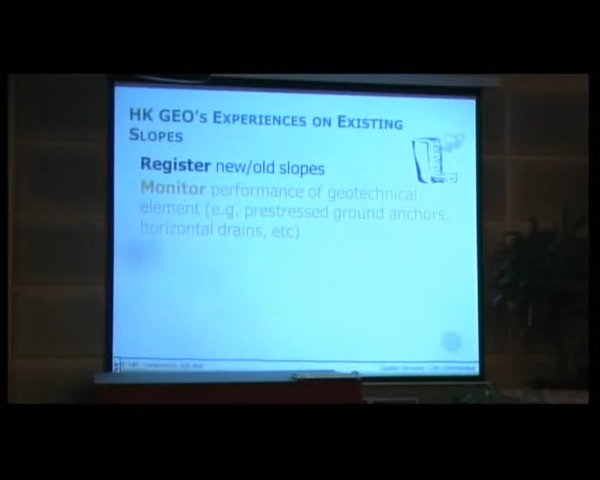 HK GEO'S EXPERIENCES ON EXISTING
SLOPES
Register new/old slopes
Monitor performance of geotechnical
element (e.g. prestressed ground anchors,
horizontal drains, etc)